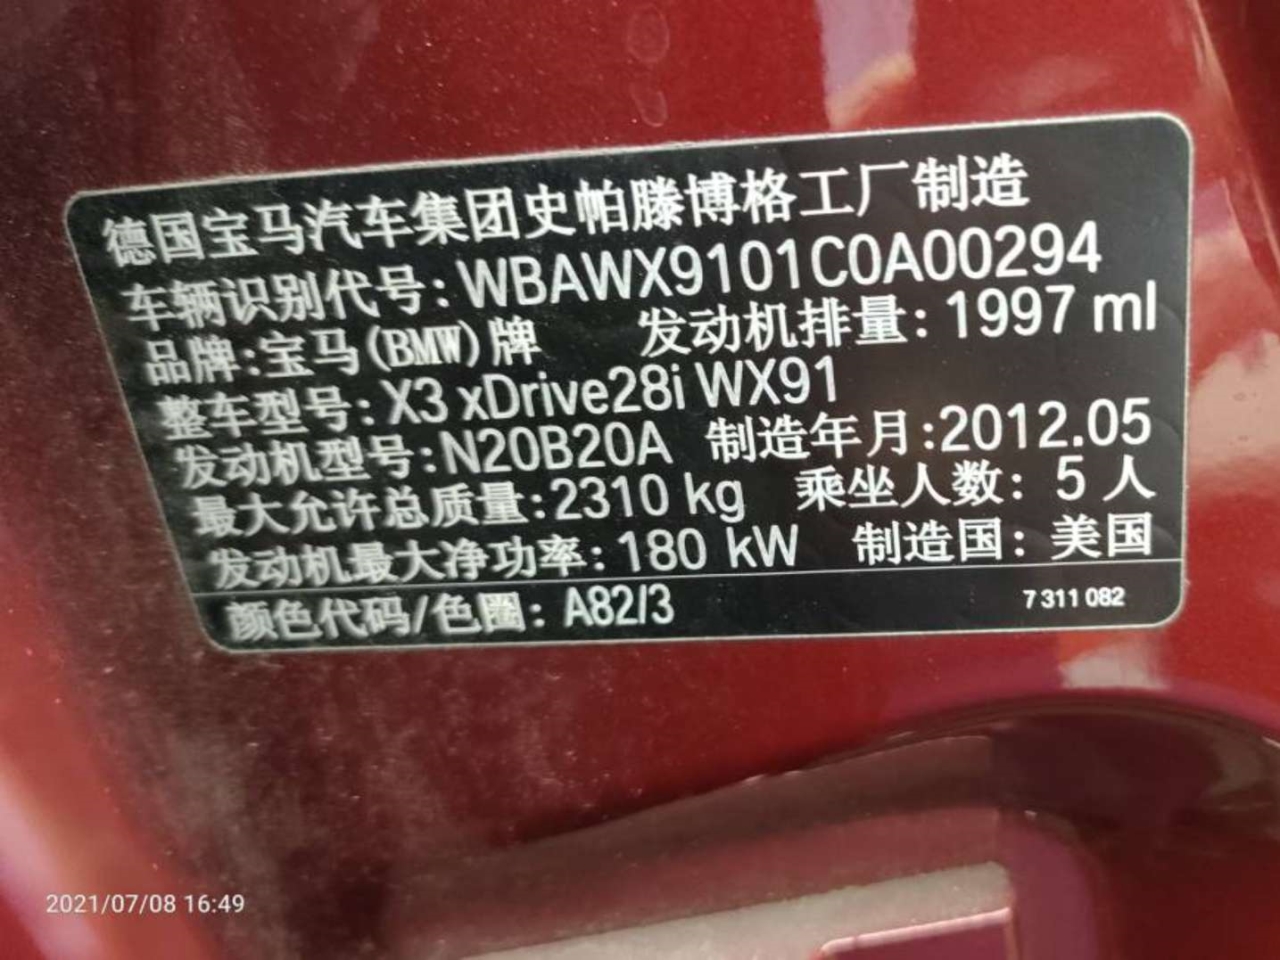 德国宝马汽车集团史帕滕博格工厂制造
车辆识别代号: WBAWX9101C0A00294
品牌:宝马(BMW)牌 发动机排量: 1997 ml
整车型号: X3 xDrive28i WX91
发动机型号:N20B20A 制造年月:2012.05
最大允许总质量:2310 kg 乘坐人数: 5 人
发动机最大净功率: 180 kW 制造国: 美国
颜色代码/色圈: A82/3 7 311 082
2021/07/08 16:49